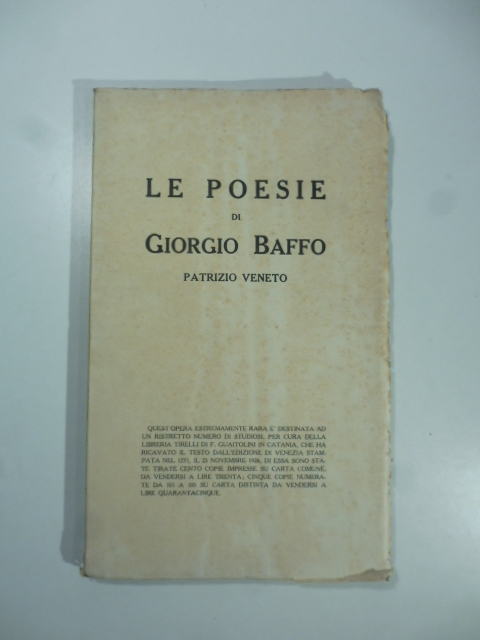 LE POESIE
DI
GIORGIO BAFFO
PATRIZIO VENETO
QUEST'OPERA ESTREMAMENTE RARA E' DESTINATA AD
UN RISTRETTO NUMERO DI STUDIOSI, PER CURA DELLA
LIBRERIA TIRELLI DI F. GUAITOLINI IN CATANIA, CHE HA
RICAVATO IL TESTO DALL'EDIZIONE DI VENEZIA STAM-
PATA NEL IL 25 NOVEMBRE 1926, DI ESSA SONO STA-
TE TIRATE CENTO COPIE IMPRESSE SU CARTA COMUNE,
DA VENDERSI A LIRE TRENTA; CINQUE COPIE NUMERA-
TE DA 101 A 105 SU CARTA DISTINTA DA VENDERSI A
LIRE QUARANTACINQUE.